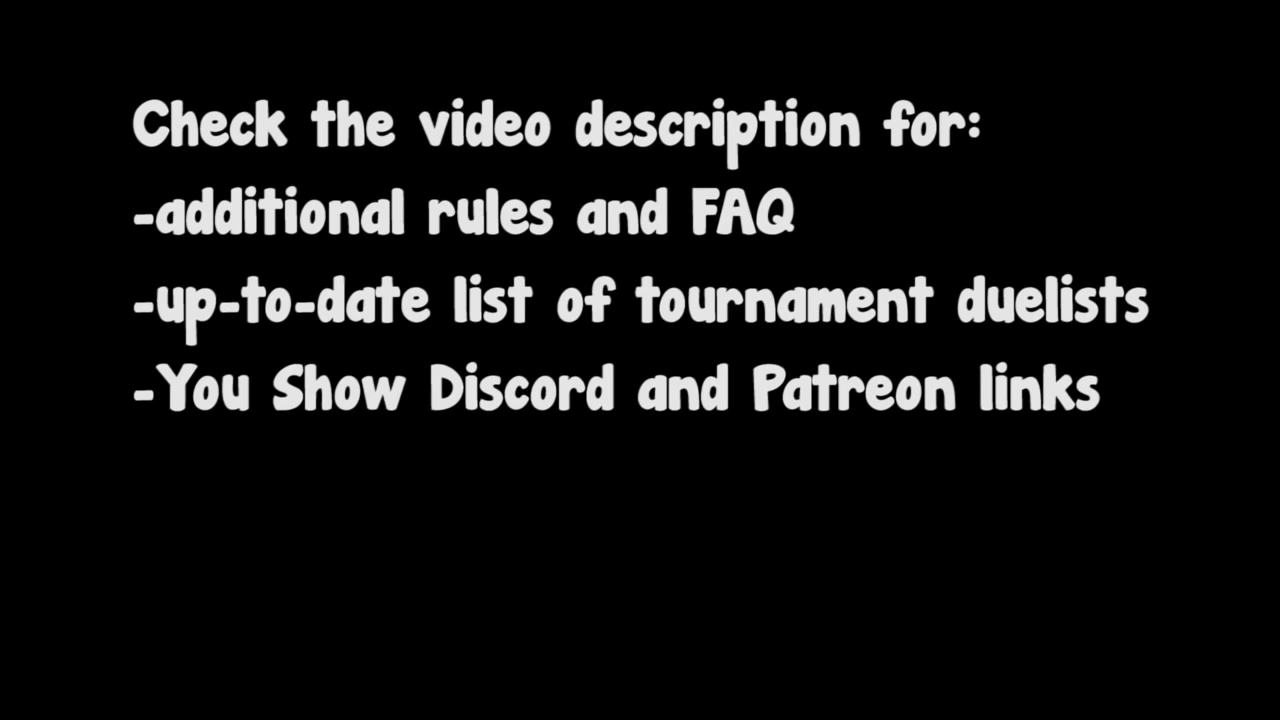 Check the video description for:
-additional rules and FAQ
-up-to-date list of tournament duelists
-You Show Discord and Patreon links